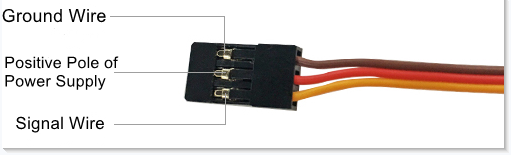 Ground Wire
Positive Pole of
Power Supply
Signal Wire